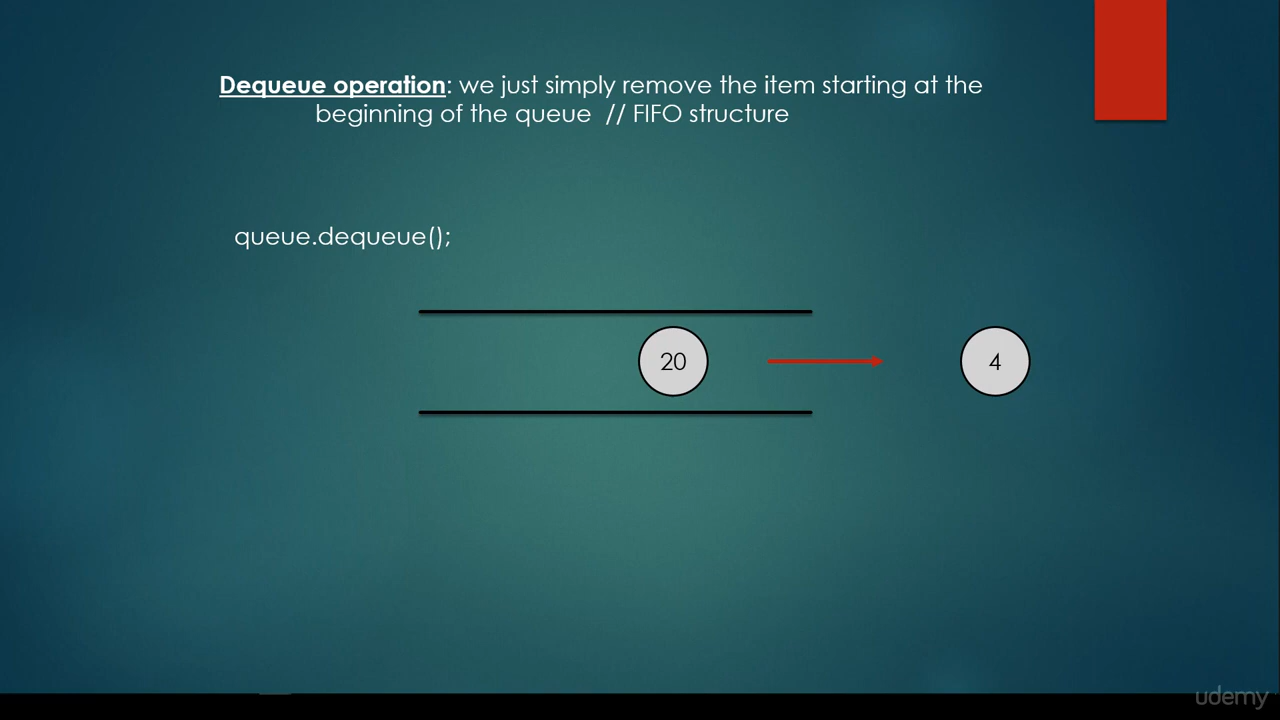 Dequeue operation: we just simply remove the item starting at the
beginning of the queue // FIFO structure
queue.dequeue();
20
4
udemy